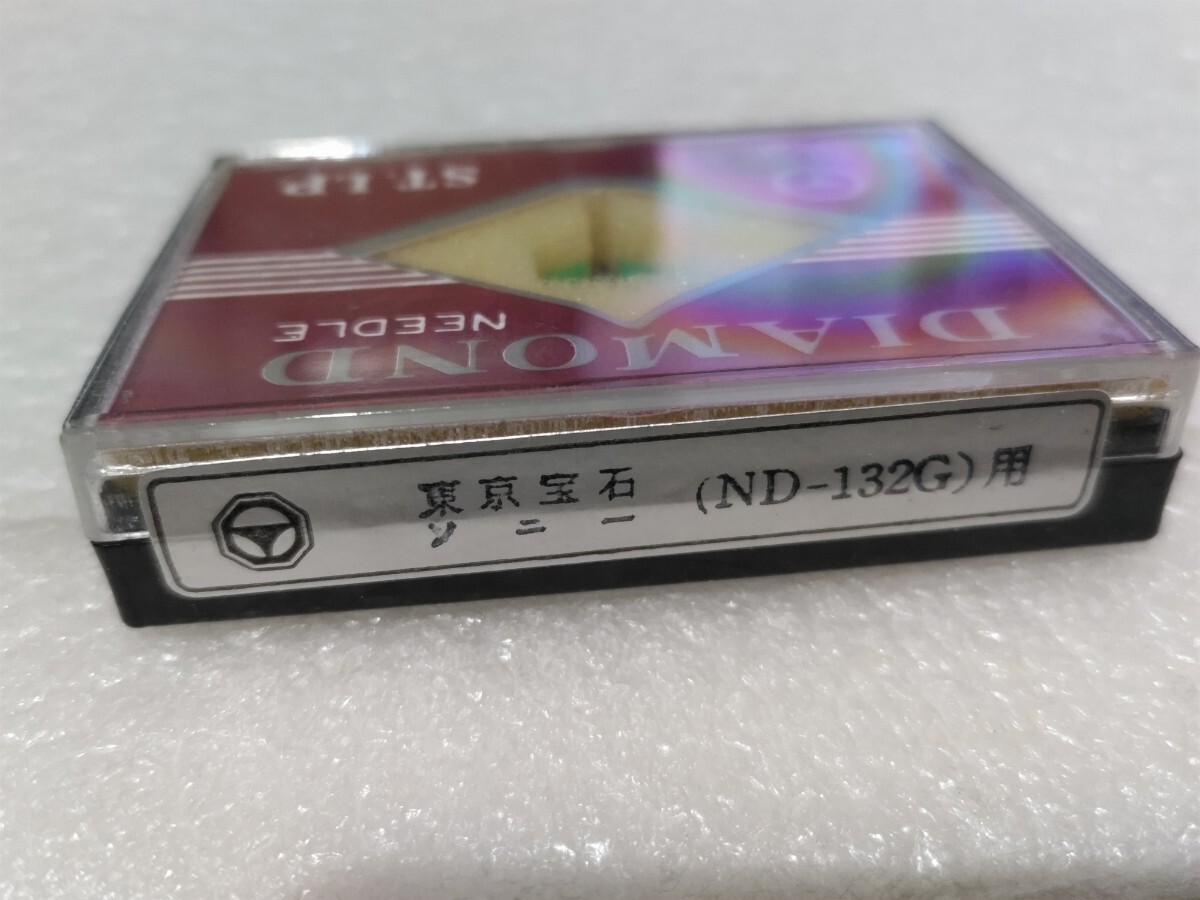 ST. LP
NEEDLE
DIAMOND
東京宝石
ソニー
(ND-132G)用